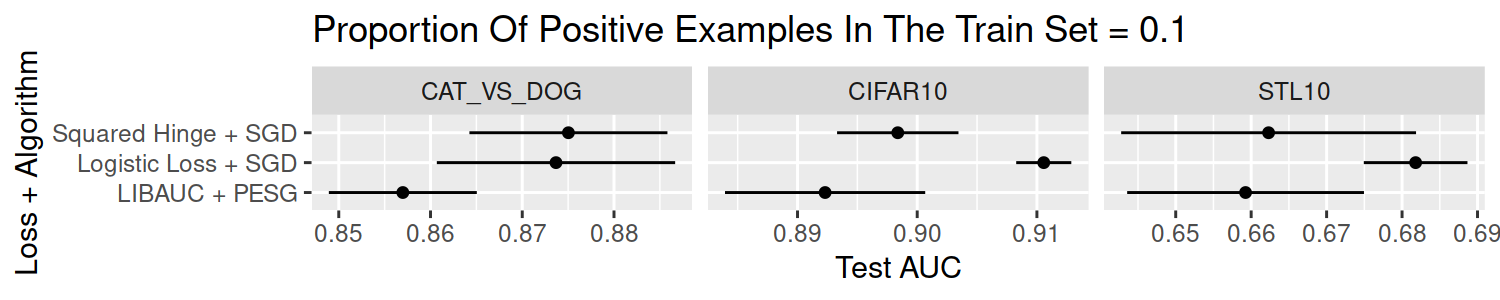 Proportion Of Positive Examples In The Train Set = 0.1
CAT_VS_DOG CIFAR10 STL10
Loss + Algorithm
Squared Hinge + SGD
Logistic Loss + SGD
LIBAUC + PESG
0.85 0.86 0.87 0.88 0.89 0.90 0.91 0.65 0.66 0.67 0.68 0.69
Test AUC